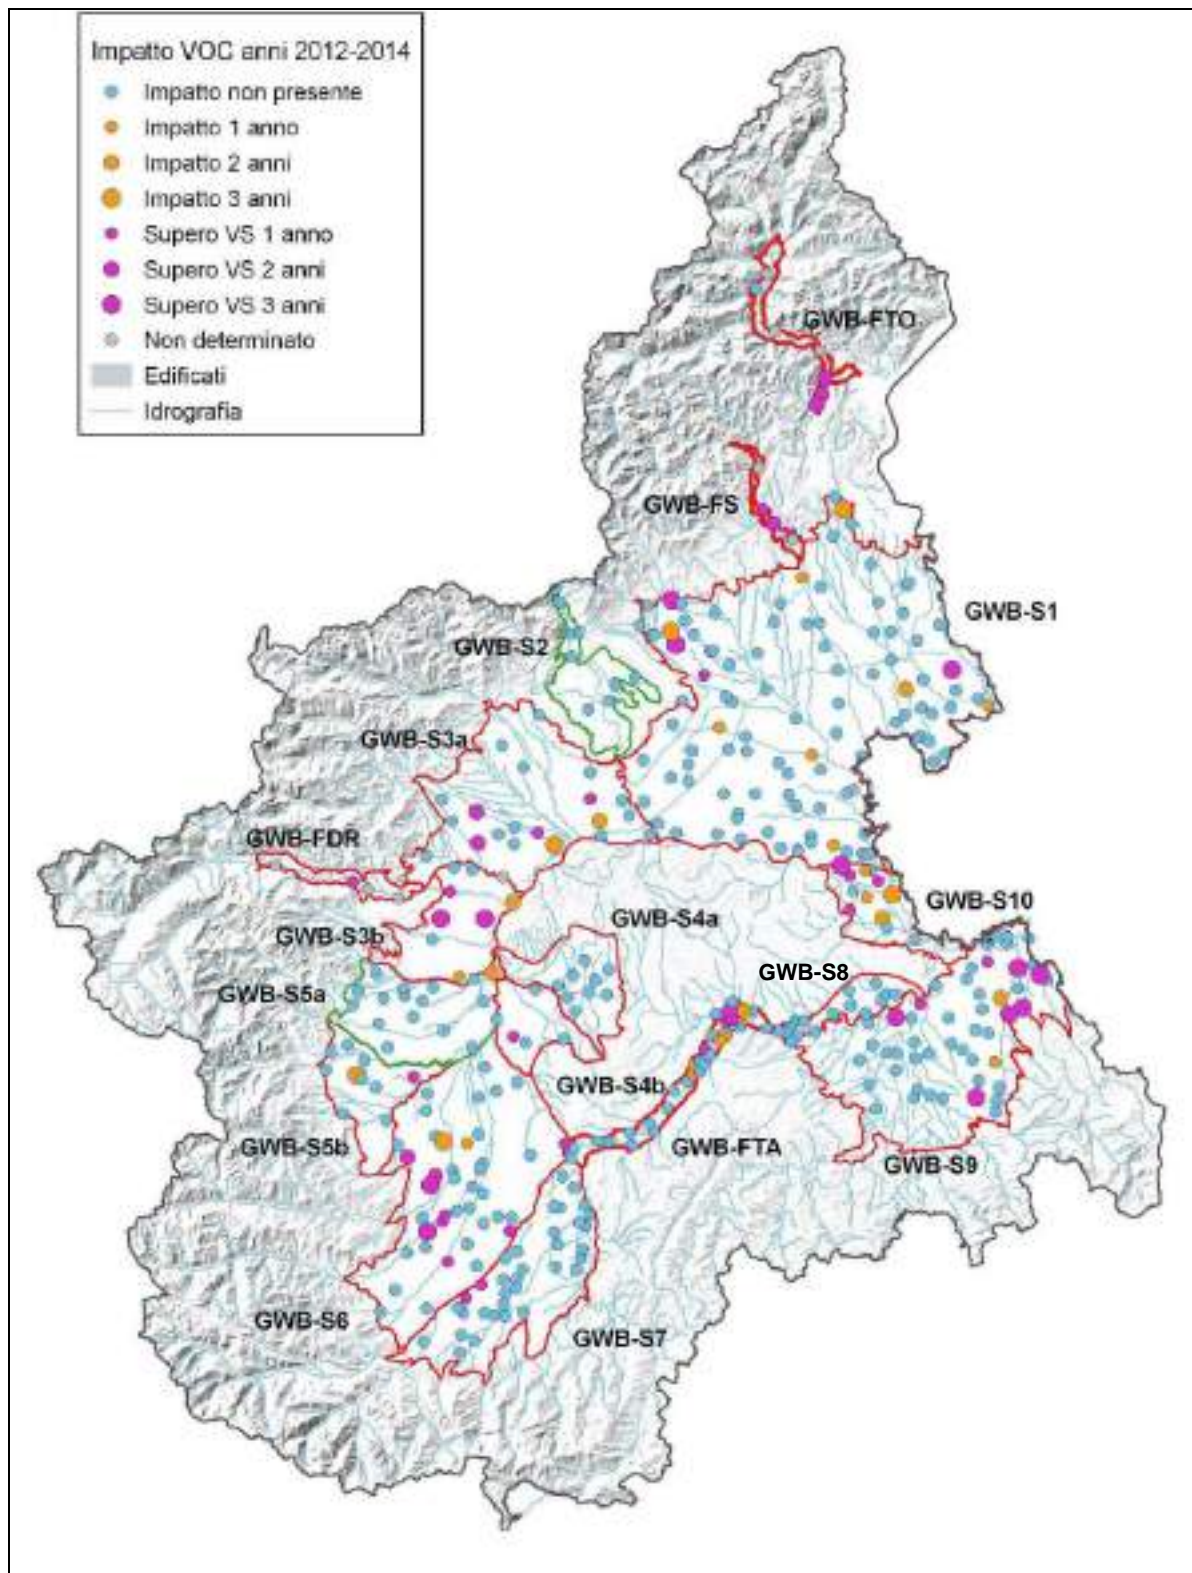 Impatto VOC anni 2012-2014
Impatto non presente
Impatto 1 anno
Impatto 2 anni
Impatto 3 anni
Supero VS 1 anno
Supero VS 2 anni
Supero VS 3 anni
Non determinato
Edificati
Idrografia
GWB-FTO
GWB-FS
GWB-S1
GWB-S2
GWB-S3a
GWB-FDR
GWB-S10
GWB-S4a
GWB-S3b
GWB-S8
GWB-S5a
GWB-S4b
GWB-S5b
GWB-FTA
GWB-S9
GWB-S6
GWB-S7